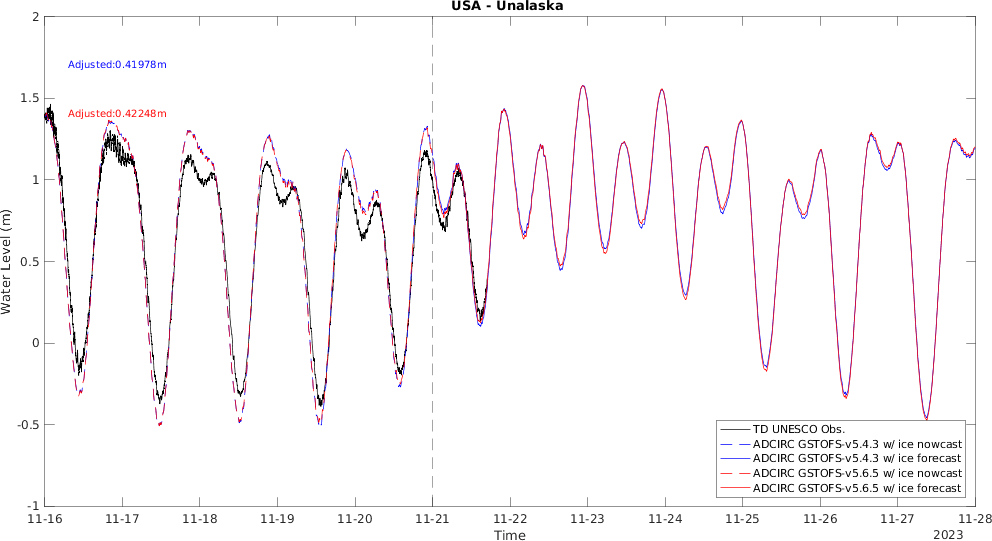 USA - Unalaska
2
1.5
1
0.5
0
-0.5
-1
Water Level (m)
Adjusted:0.41978m
Adjusted:0.42248m
TD UNESCO Obs.
ADCIRC GSTOFS-v5.4.3 w/ ice nowcast
ADCIRC GSTOFS-v5.4.3 w/ ice forecast
ADCIRC GSTOFS-v5.6.5 w/ ice nowcast
ADCIRC GSTOFS-v5.6.5 w/ ice forecast
11-16 11-17 11-18 11-19 11-20 11-21 11-22 11-23 11-24 11-25 11-26 11-27 11-28
Time
2023